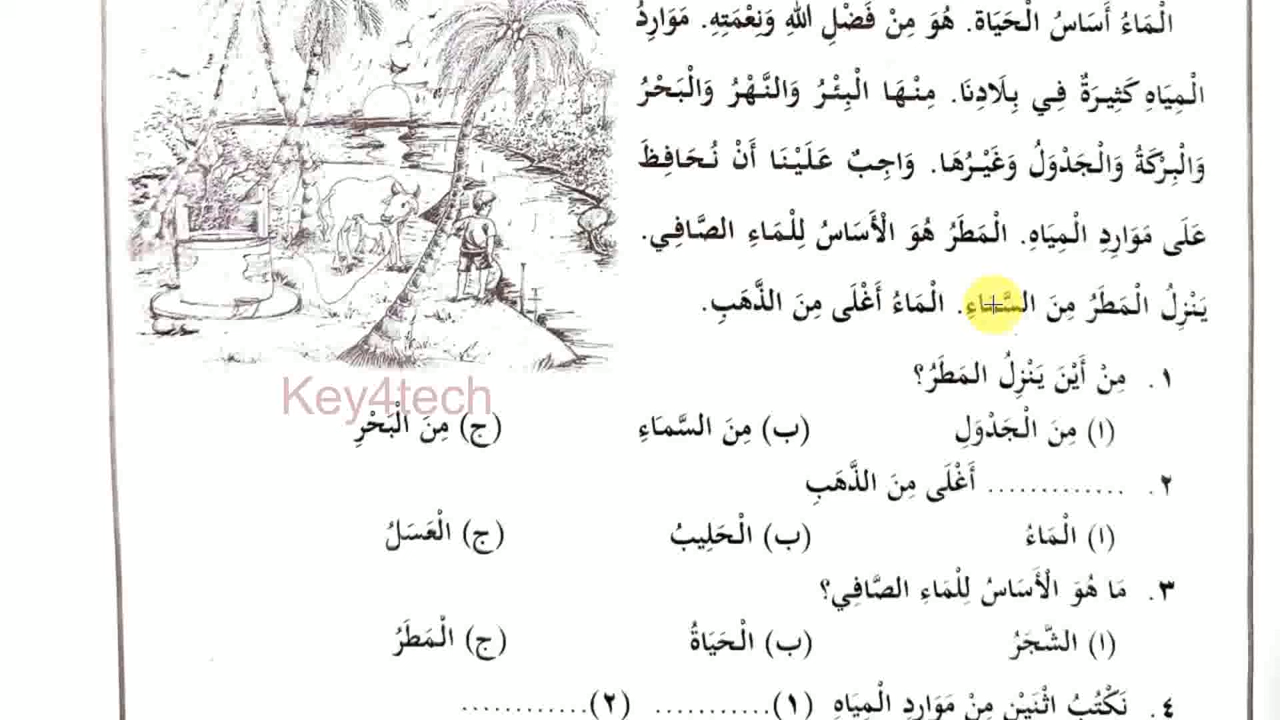 الْمَاءُ أَسَاسُ الْحَيَاةِ. هُوَ مِنْ فَضْلِ اللهِ وَنِعْمَتِهِ. مَوَارِدُ
الْمِيَاهِ كَثِيرَةٌ فِي بِلَادِنَا. مِنْهَا الْبِئْرُ وَالنَّهْرُ وَالْبَحْرُ
وَالْبِرْكَةُ وَالْجَدْوَلُ وَغَيْرُهَا. وَاجِبٌ عَلَيْنَا أَنْ نُحَافِظَ
عَلَى مَوَارِدِ الْمِيَاهِ. الْمَطَرُ هُوَ الْأَسَاسُ لِلْمَاءِ الصَّافِي.
يَنْزِلُ الْمَطَرُ مِنَ السَّمَاءِ. الْمَاءُ أَغْلَى مِنَ الذَّهَبِ.
١. مِنْ أَيْنَ يَنْزِلُ المَطَرُ؟
Key4tech
(ا) مِنَ الْجَدْوَلِ (ب) مِنَ السَّمَاءِ (ج) مِنَ الْبَحْرِ
٢. ............. أَغْلَى مِنَ الذَّهَبِ
(ا) الْمَاءُ (ب) الْحَلِيبُ (ج) الْعَسَلُ
٣. مَا هُوَ الْأَسَاسُ لِلْمَاءِ الصَّافِي؟
(ا) الشَّجَرُ (ب) الْحَيَاةُ (ج) الْمَطَرُ
٤. نَكْتُبُ اثْنَيْنِ مِنْ مَوَارِدِ الْمِيَاهِ (١)........... (٢)............